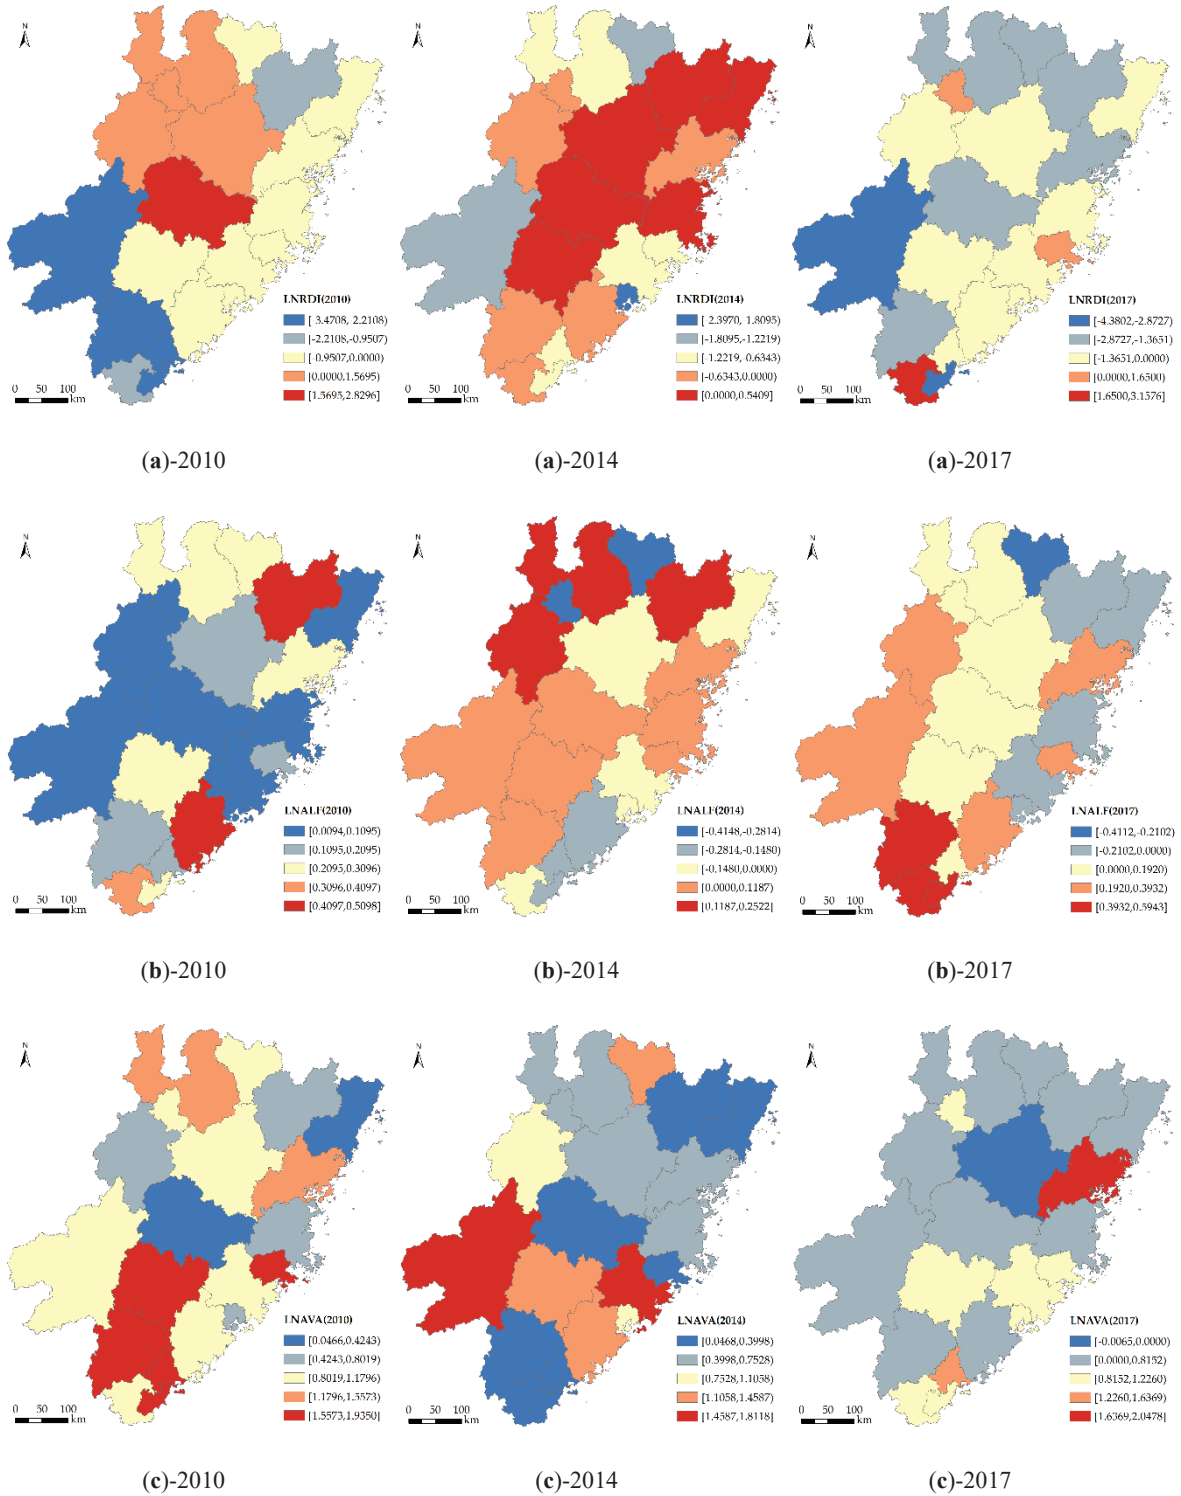 N
N
N
LNRDI(2010)
[ 3.4708, 2.2108)
[-2.2108,-0.9507)
[-0.9507,0.0000)
[0.0000,1.5695)
[1.5695,2.8296]
0 50 100
km
LNRDI(2014)
[ 2.3970, 1.8095)
[-1.8095,-1.2219)
[-1.2219,-0.6343)
[-0.6343,0.0000)
[0.0000,0.5409]
0 50 100
km
LNRDI(2017)
[-4.3802,-2.8727)
[-2.8727,-1.3651)
[-1.3651,0.0000)
[0.0000,1.6500)
[1.6500,3.1576]
0 50 100
km
(a)-2010
(a)-2014
(a)-2017
N
N
N
LNALF(2010)
[0.0094,0.1095)
[0.1095,0.2095)
[0.2095,0.3096)
[0.3096,0.4097)
[0.4097,0.5098]
0 50 100
km
LNALF(2014)
[-0.4148,-0.2814)
[-0.2814,-0.1480)
[-0.1480,0.0000)
[0.0000,0.1187)
[0.1187,0.2522]
0 50 100
km
LNALF(2017)
[-0.4112,-0.2102)
[-0.2102,0.0000)
[0.0000,0.1920)
[0.1920,0.3932)
[0.3932,0.5943]
0 50 100
km
(b)-2010
(b)-2014
(b)-2017
N
N
N
LNAVA(2010)
[0.0466,0.4243)
[0.4243,0.8019)
[0.8019,1.1796)
[1.1796,1.5573)
[1.5573,1.9350]
0 50 100
km
LNAVA(2014)
[0.0468,0.3998)
[0.3998,0.7528)
[0.7528,1.1058)
[1.1058,1.4587)
[1.4587,1.8118]
0 50 100
km
LNAVA(2017)
[-0.0065,0.0000)
[0.0000,0.8152)
[0.8152,1.2260)
[1.2260,1.6369)
[1.6369,2.0478]
0 50 100
km
(c)-2010
(c)-2014
(c)-2017